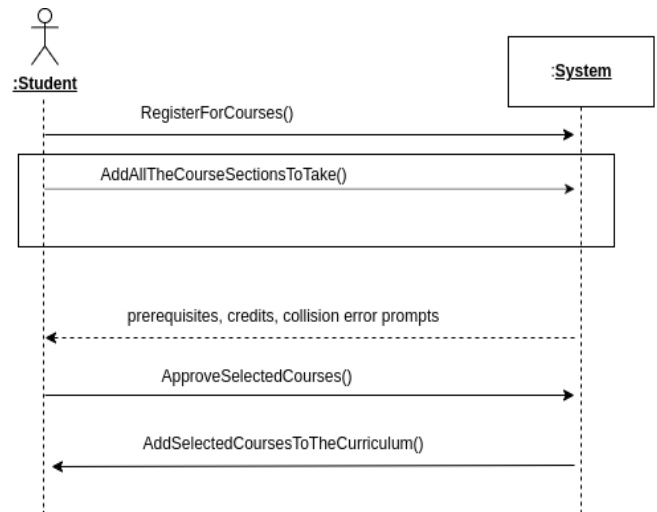 :Student
:System
RegisterForCourses()
AddAllTheCourseSectionsToTake()
prerequisites, credits, collision error prompts
ApproveSelectedCourses()
AddSelectedCoursesToTheCurriculum()